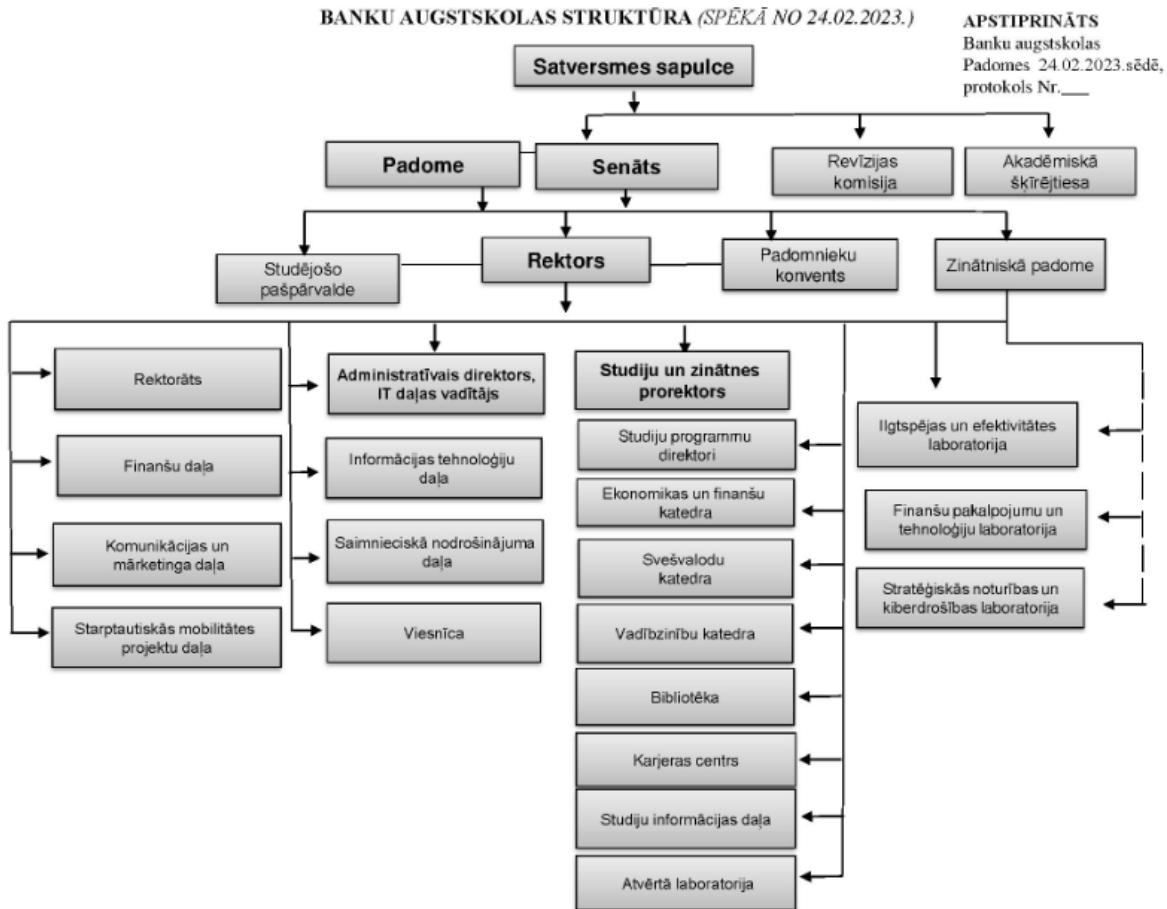 BANKU AUGSTSKOLAS STRUKTŪRA (SPĒKĀ NO 24.02.2023.)
APSTIPRINĀTS
Banku augstskolas
Padomes 24.02.2023.sēdē,
protokols Nr.___
Satversmes sapulce
Padome
Senāts
Revīzijas
komisija
Akadēmiskā
šķīrējtiesa
Studējošo
pašpārvalde
Rektors
Padomnieku
konvents
Zinātniskā padome
Rektorāts
Finanšu daļa
Komunikācijas un
mārketinga daļa
Starptautiskās mobilitātes
projektu daļa
Administratīvais direktors,
IT daļas vadītājs
Informācijas tehnoloģiju
daļa
Saimnieciskā nodrošinājuma
daļa
Viesnīca
Studiju un zinātnes
prorektors
Studiju programmu
direktori
Ekonomikas un finanšu
katedra
Svešvalodu
katedra
Vadībzinību katedra
Bibliotēka
Karjeras centrs
Studiju informācijas daļa
Atvērtā laboratorija
Ilgtspējas un efektivitātes
laboratorija
Finanšu pakalpojumu un
tehnoloģiju laboratorija
Stratēģiskās noturības un
kiberdrošības laboratorija